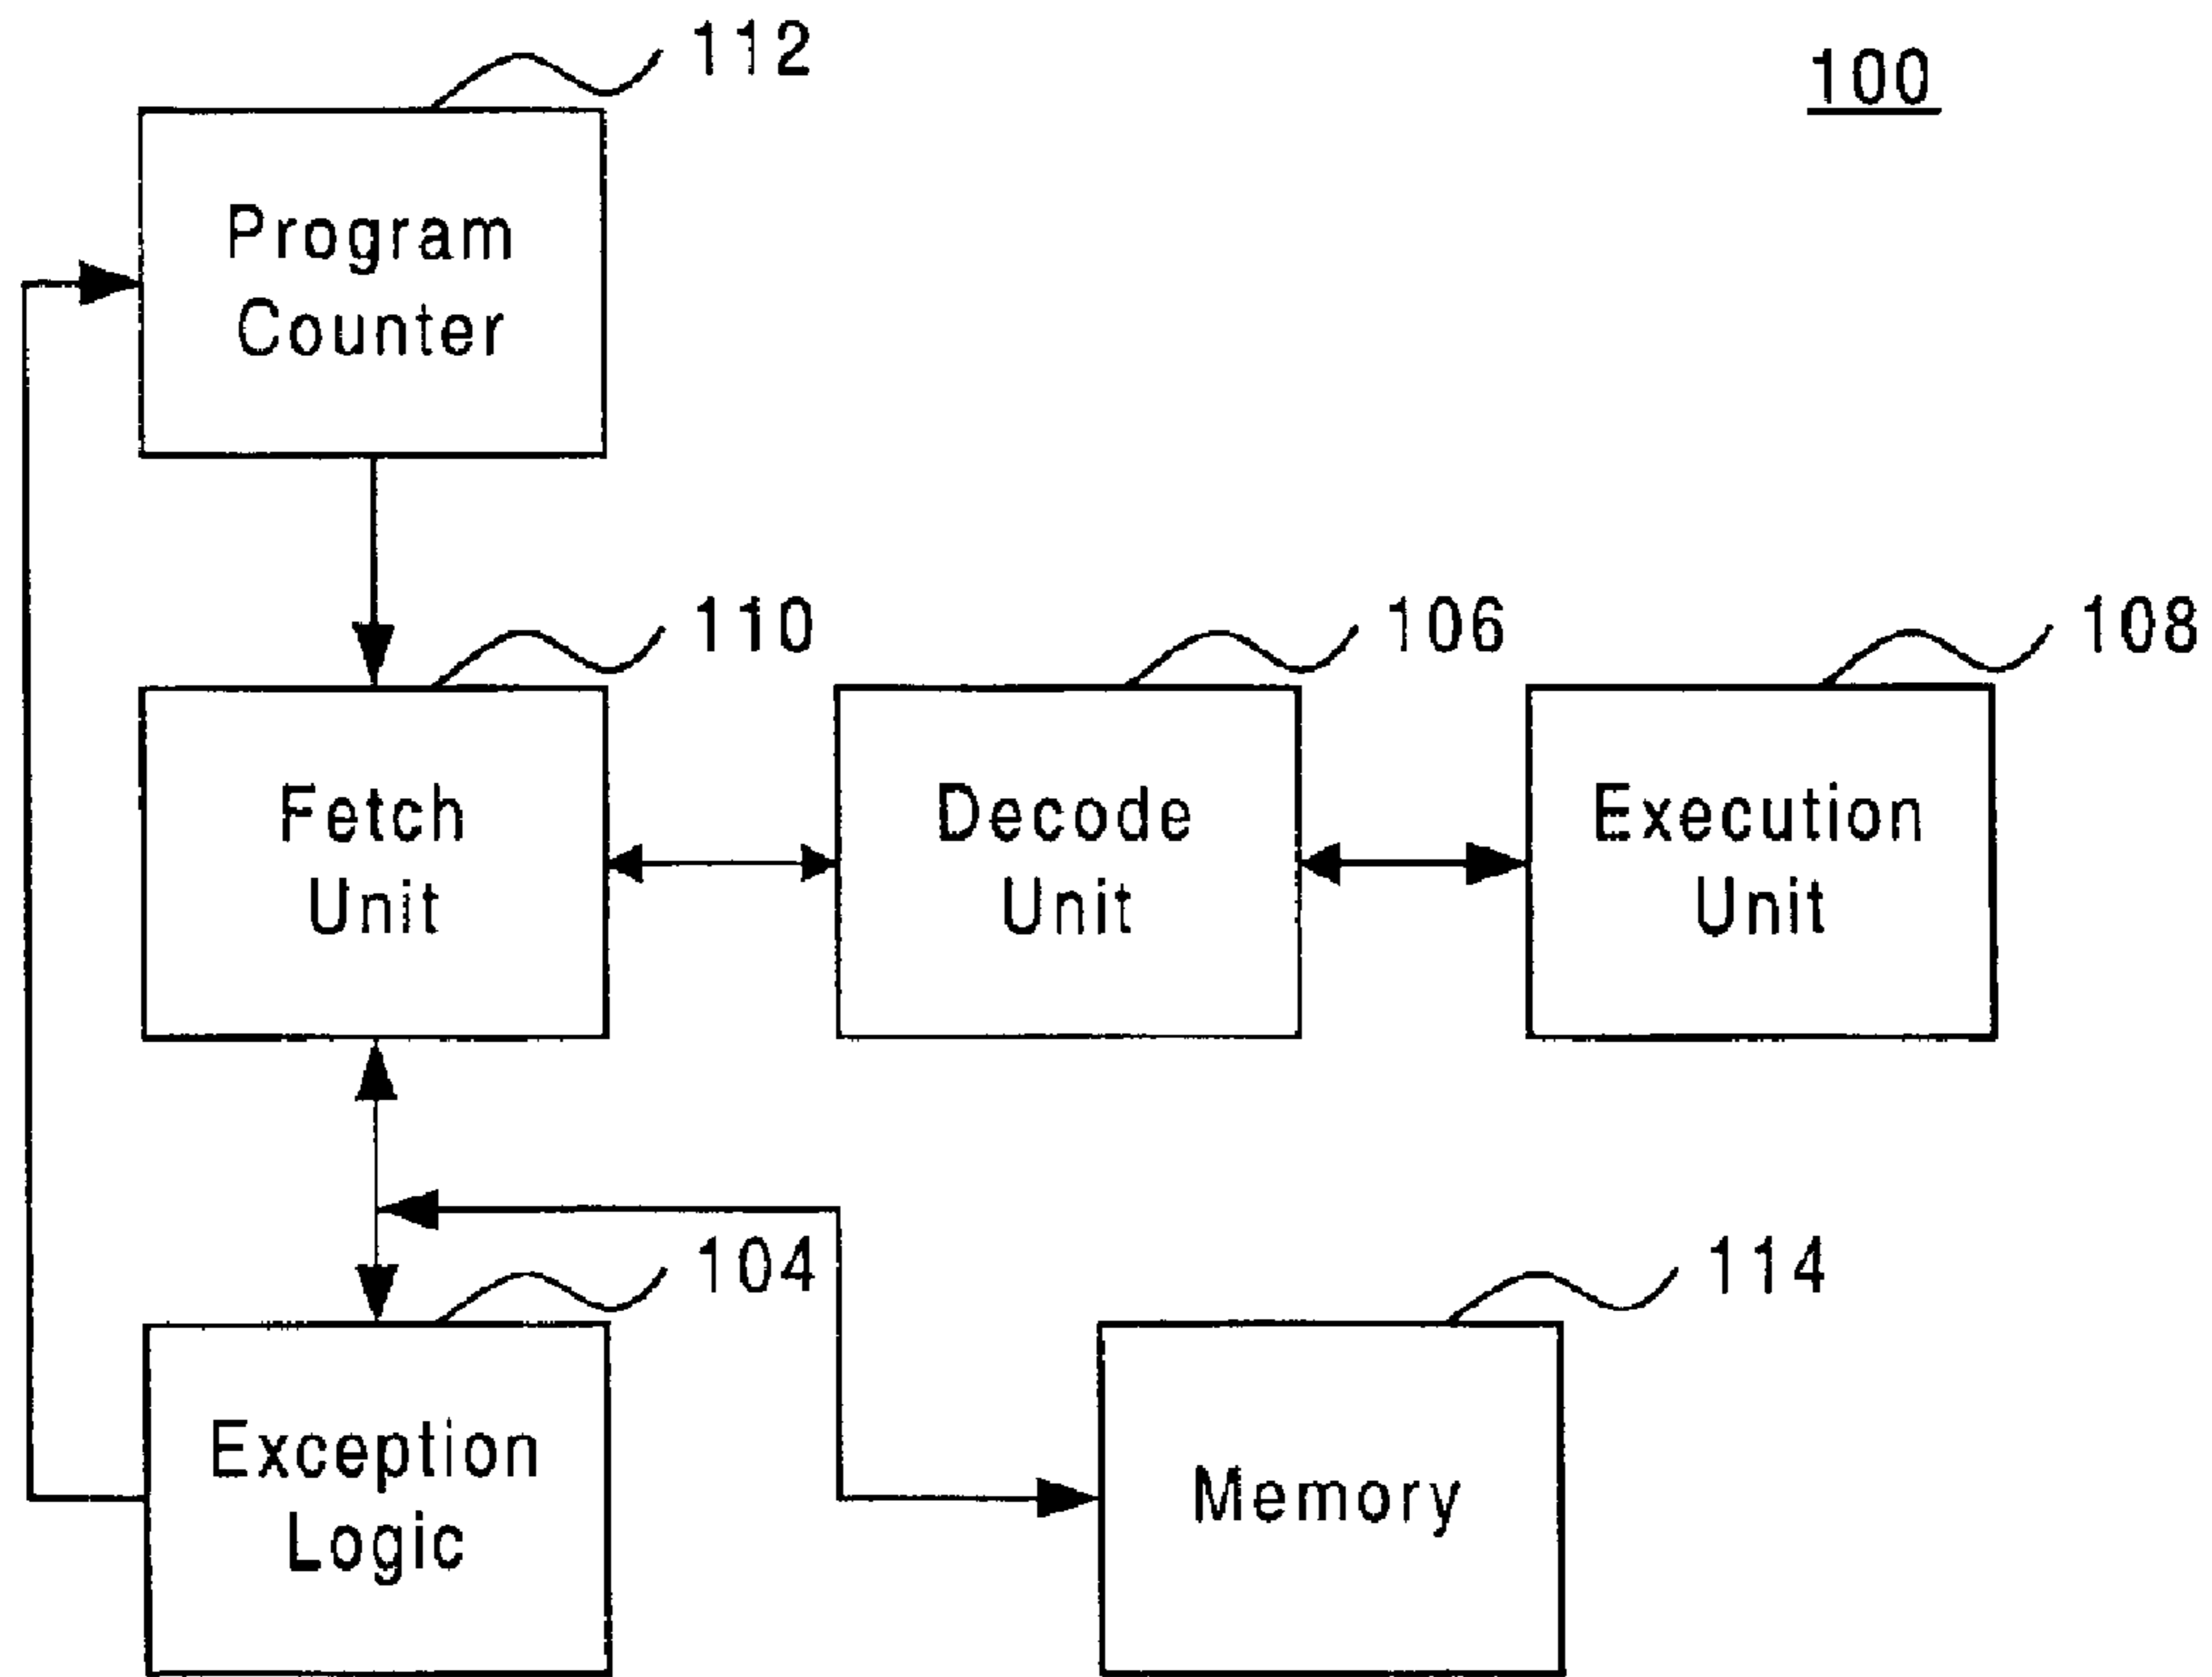 112
100
Program
Counter
110
106
108
Fetch
Unit
Decode
Unit
Execution
Unit
104
114
Exception
Logic
Memory